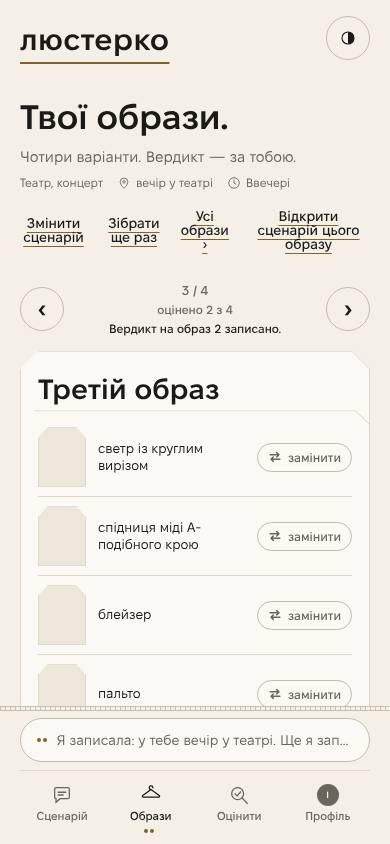 люстерко
Твої образи.
Чотири варіанти. Вердикт — за тобою.
Театр, концерт вечір у театрі Ввечері
Змінити
сценарій
Зібрати
ще раз
Усі
образи
›
Відкрити
сценарій цього
образу
‹
3 / 4
оцінено 2 з 4
Вердикт на образ 2 записано.
›
Третій образ
светр із круглим
вирізом
замінити
спідниця міді А-
подібного крою
замінити
блейзер
замінити
пальто
замінити
Я записала: у тебе вечір у театрі. Ще я зап…
Сценарій
Образи
Оцінити
І
Профіль